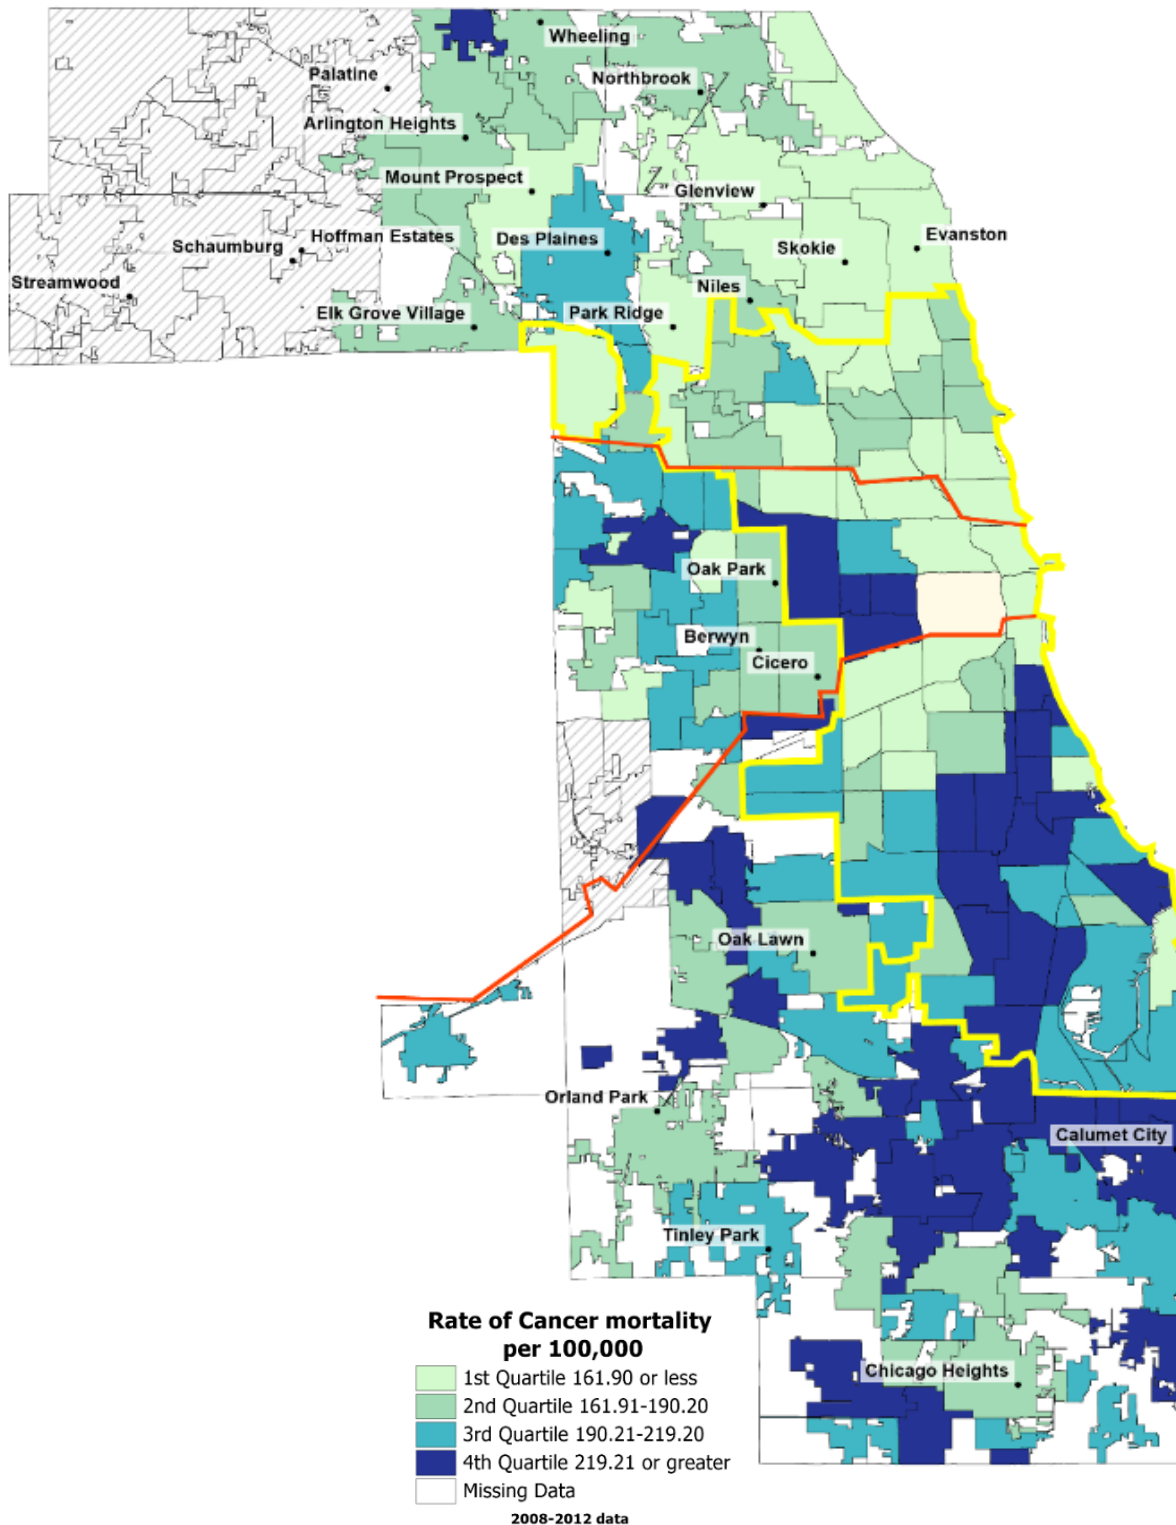 Wheeling
Palatine
Northbrook
Arlington Heights
Mount Prospect
Glenview
Evanston
Hoffman Estates
Des Plaines
Skokie
Schaumburg
Streamwood
Niles
Elk Grove Village
Park Ridge
Oak Park
Berwyn
Cicero
Oak Lawn
Orland Park
Calumet City
Tinley Park
Chicago Heights
Rate of Cancer mortality
per 100,000
1st Quartile 161.90 or less
2nd Quartile 161.91-190.20
3rd Quartile 190.21-219.20
4th Quartile 219.21 or greater
Missing Data
2008-2012 data